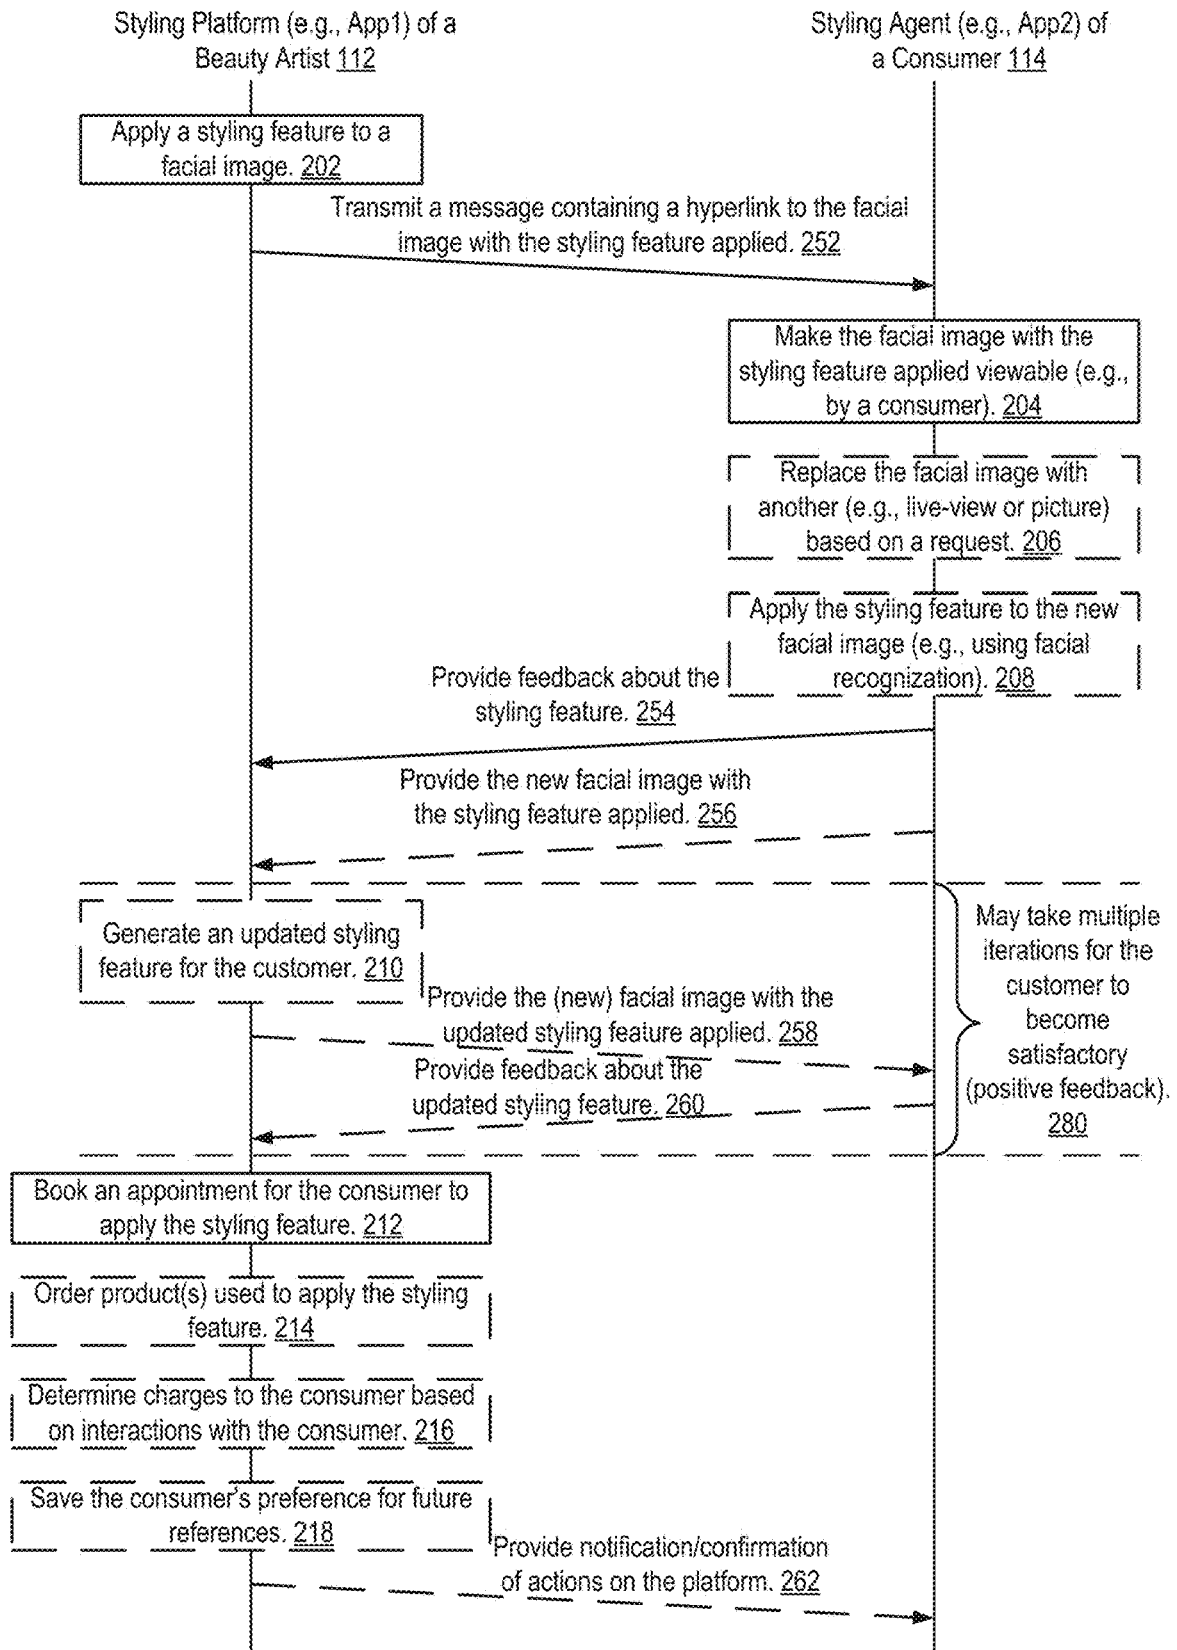 Styling Platform (e.g., App1) of a
Beauty Artist 112
Styling Agent (e.g., App2) of
a Consumer 114
Apply a styling feature to a
facial image. 202
Transmit a message containing a hyperlink to the facial
image with the styling feature applied. 252
Make the facial image with the
styling feature applied viewable (e.g.,
by a consumer). 204
Replace the facial image with
another (e.g., live-view or picture)
based on a request. 206
Apply the styling feature to the new
facial image (e.g., using facial
recognization). 208
Provide feedback about the
styling feature. 254
Provide the new facial image with
the styling feature applied. 256
Generate an updated styling
feature for the customer. 210
Provide the (new) facial image with the
updated styling feature applied. 258
Provide feedback about the
updated styling feature. 260
May take multiple
iterations for the
customer to
become
satisfactory
(positive feedback).
280
Book an appointment for the consumer to
apply the styling feature. 212
Order product(s) used to apply the styling
feature. 214
Determine charges to the consumer based
on interactions with the consumer. 216
Save the consumer's preference for future
references. 218
Provide notification/confirmation
of actions on the platform. 262